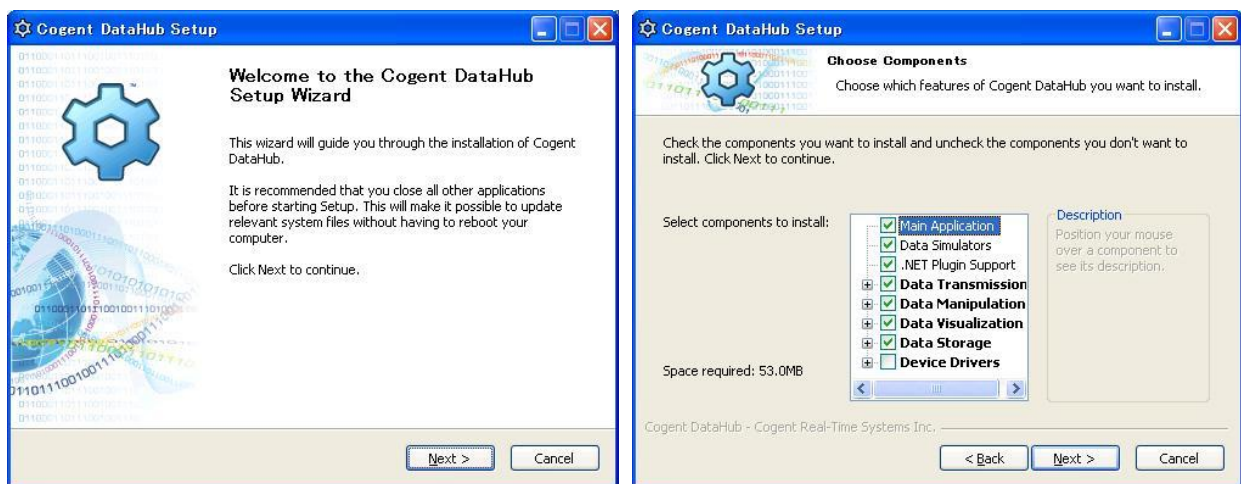 Cogent DataHub Setup
Welcome to the Cogent DataHub
Setup Wizard
This wizard will guide you through the installation of Cogent
DataHub.
It is recommended that you close all other applications
before starting Setup. This will make it possible to update
relevant system files without having to reboot your
computer.
Click Next to continue.
Next >
Cancel
Cogent DataHub Setup
Choose Components
Choose which features of Cogent DataHub you want to install.
Check the components you want to install and uncheck the components you don't want to
install. Click Next to continue.
Select components to install:
Main Application
Data Simulators
.NET Plugin Support
Data Transmission
Data Manipulation
Data Visualization
Data Storage
Device Drivers
Description
Position your mouse
over a component to
see its description.
Space required: 53.0MB
Cogent DataHub - Cogent Real-Time Systems Inc.
< Back
Next >
Cancel